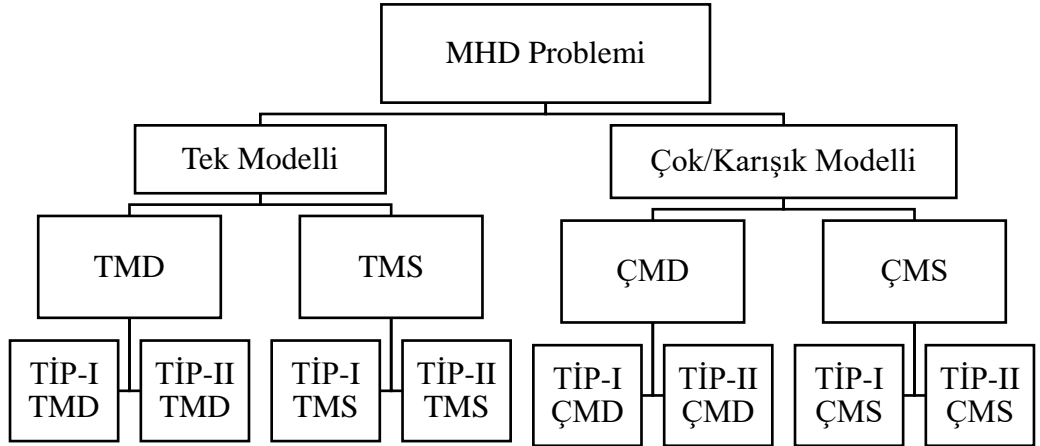 MHD Problemi
Tek Modelli
Çok/Karışık Modelli
TMD
TMS
ÇMD
ÇMS
TİP-I
TMD
TİP-II
TMD
TİP-I
TMS
TİP-II
TMS
TİP-I
ÇMD
TİP-II
ÇMD
TİP-I
ÇMS
TİP-II
ÇMS